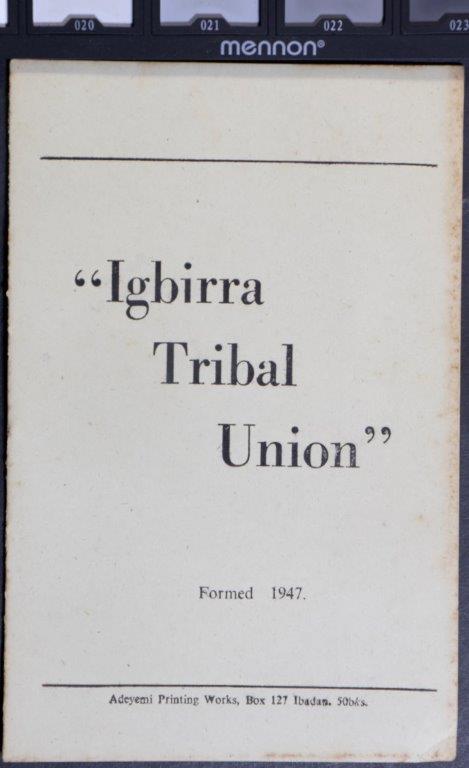 020 021 022 023
mennon®
“Igbirra
Tribal
Union”
Formed 1947.
Adeyemi Printing Works, Box 127 Ibadan. 50bks.